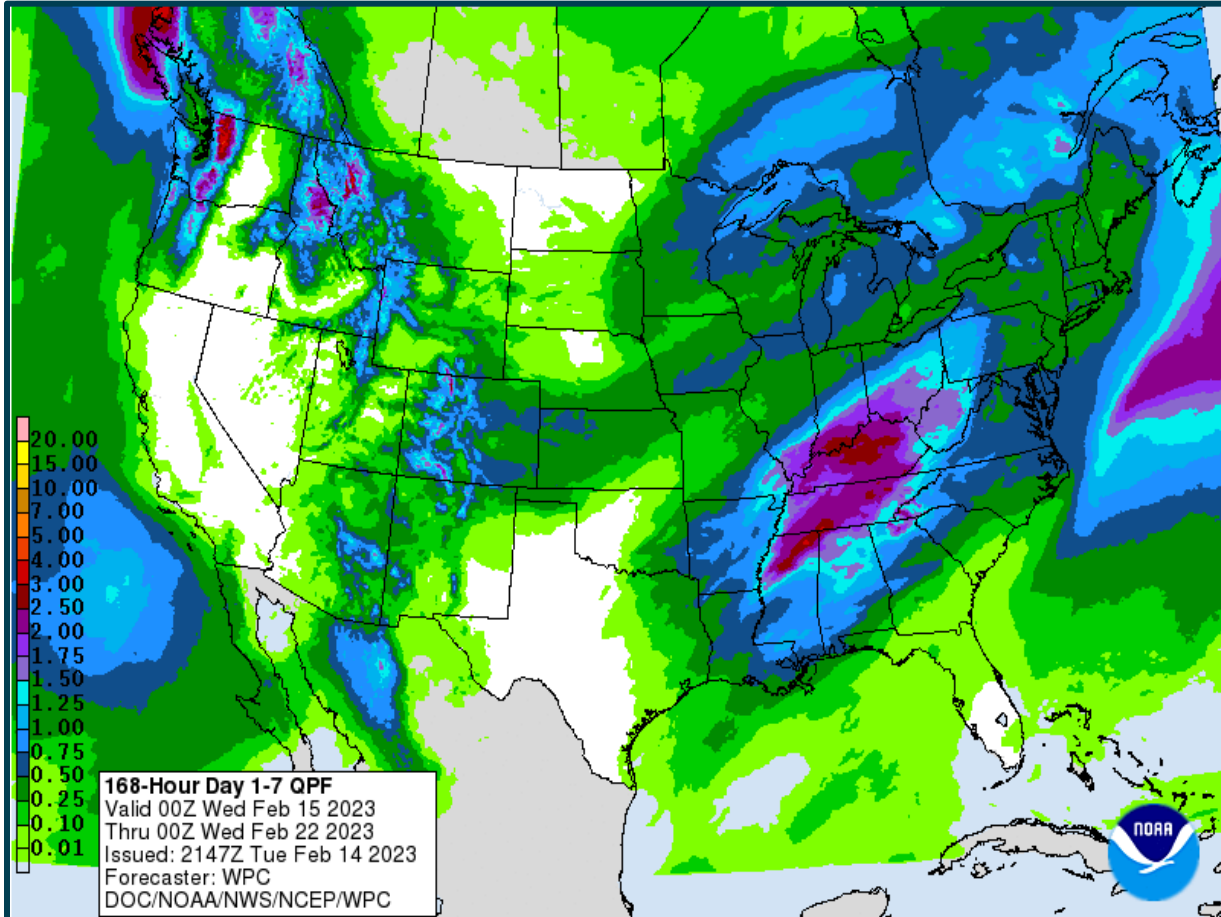 20.00
15.00
10.00
7.00
5.00
4.00
3.00
2.50
2.00
1.75
1.50
1.25
1.00
0.75
0.50
0.25
0.10
0.01
168-Hour Day 1-7 QPF
Valid 00Z Wed Feb 15 2023
Thru 00Z Wed Feb 22 2023
Issued: 2147Z Tue Feb 14 2023
Forecaster: WPC
DOC/NOAA/NWS/NCEP/WPC
NOAA